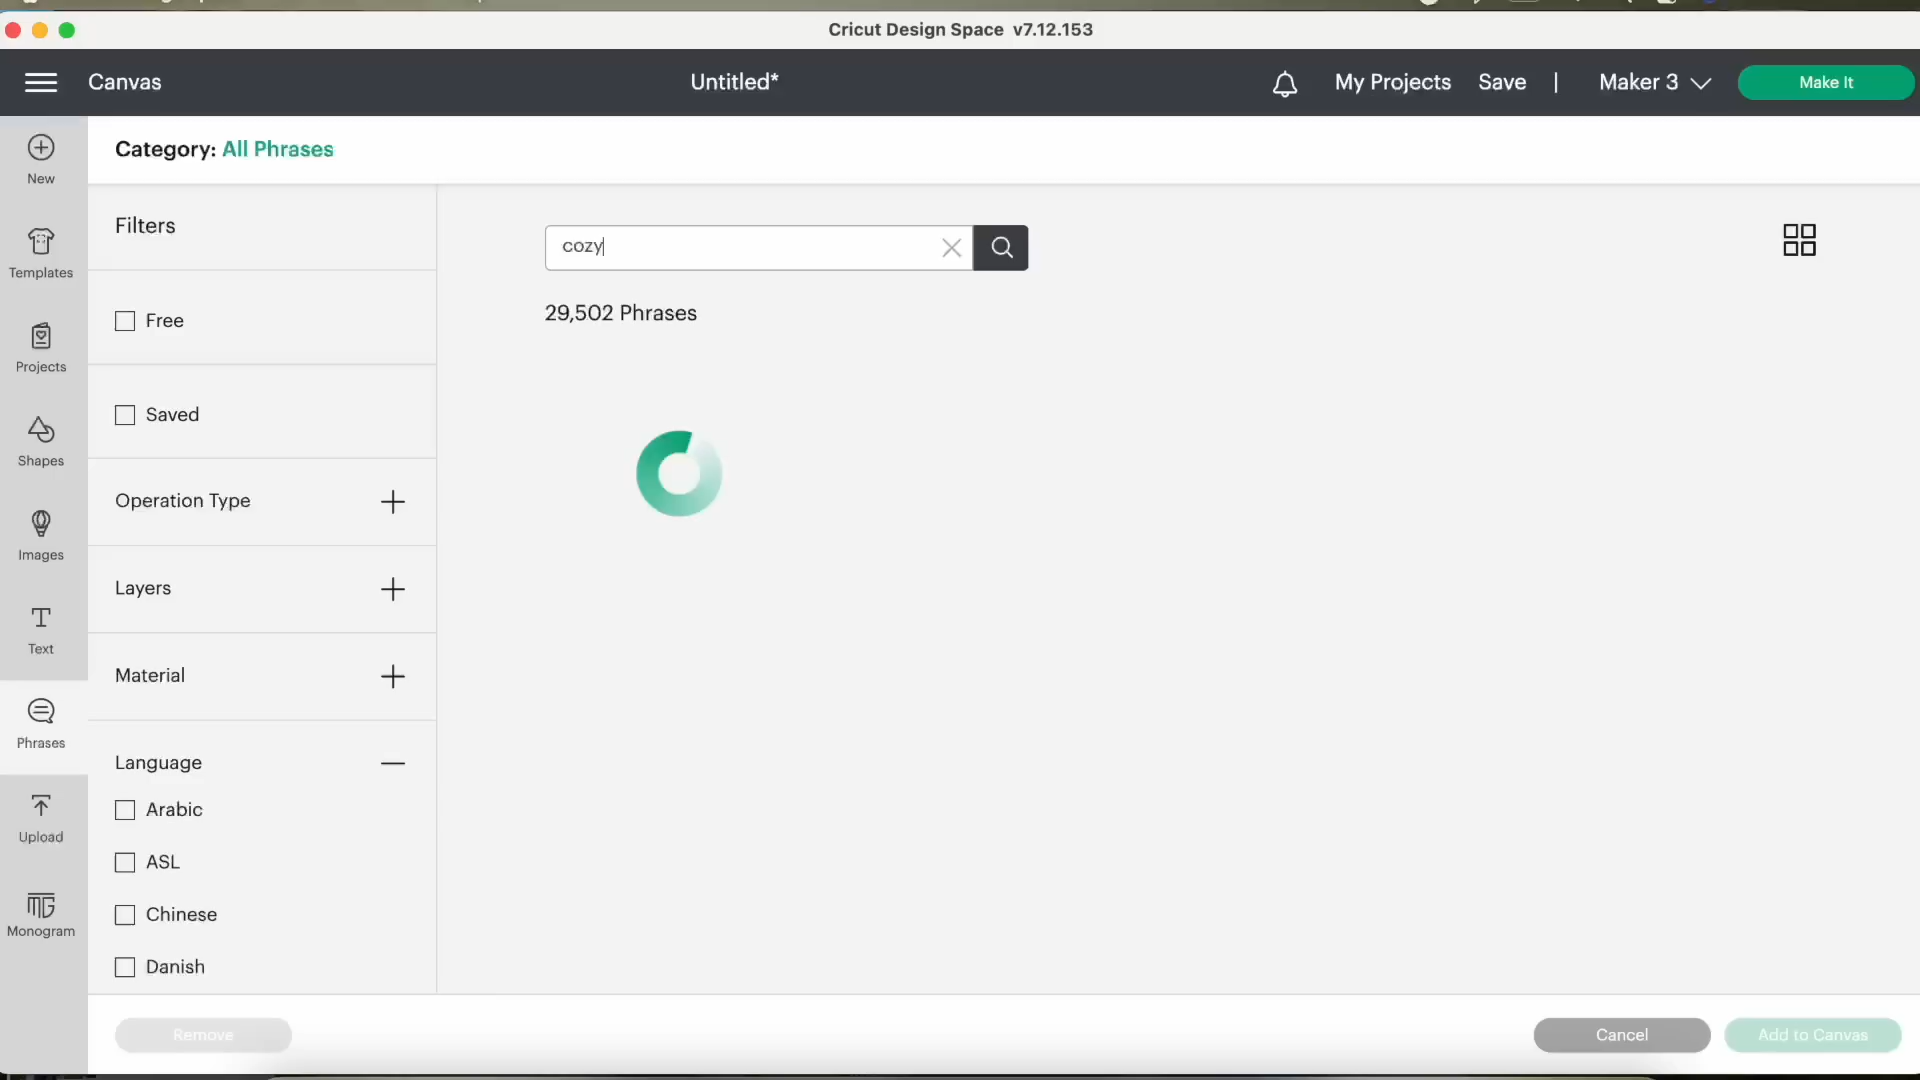 Cricut Design Space v7.12.153
Canvas
Untitled*
My Projects
Save
|
Maker 3
Make It
New
Templates
Projects
Shapes
Images
Text
Phrases
Upload
Monogram
Category: All Phrases
Filters
Free
Saved
Operation Type
Layers
Material
Language
Arabic
ASL
Chinese
Danish
cozy
29,502 Phrases
Remove
Cancel
Add to Canvas